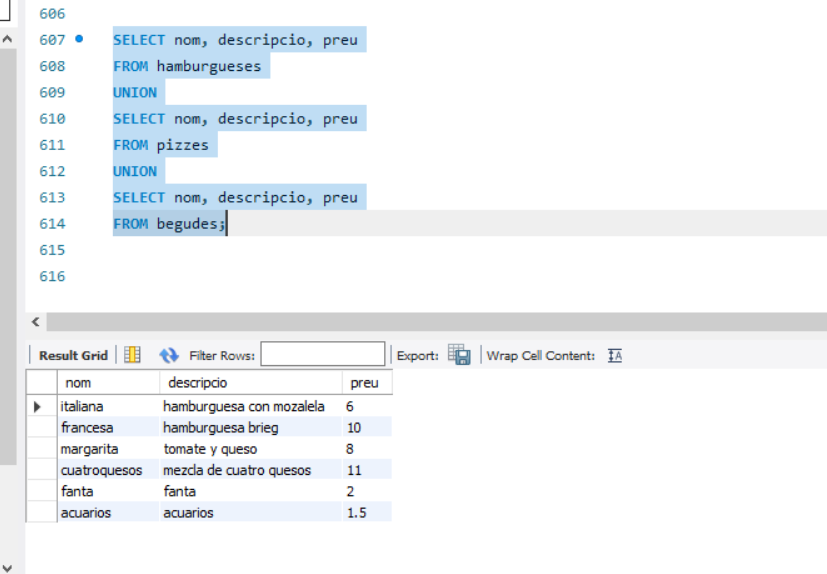 606
607 SELECT nom, descripcio, preu
608 FROM hamburgueses
609 UNION
610 SELECT nom, descripcio, preu
611 FROM pizzes
612 UNION
613 SELECT nom, descripcio, preu
614 FROM begudes;
615
616
Result Grid Filter Rows: Export: Wrap Cell Content:
nom descripcio preu
italiana hamburguesa con mozalela 6
francesa hamburguesa brieg 10
margarita tomate y queso 8
cuatroquesos mezcla de cuatro quesos 11
fanta fanta 2
acuarios acuarios 1.5